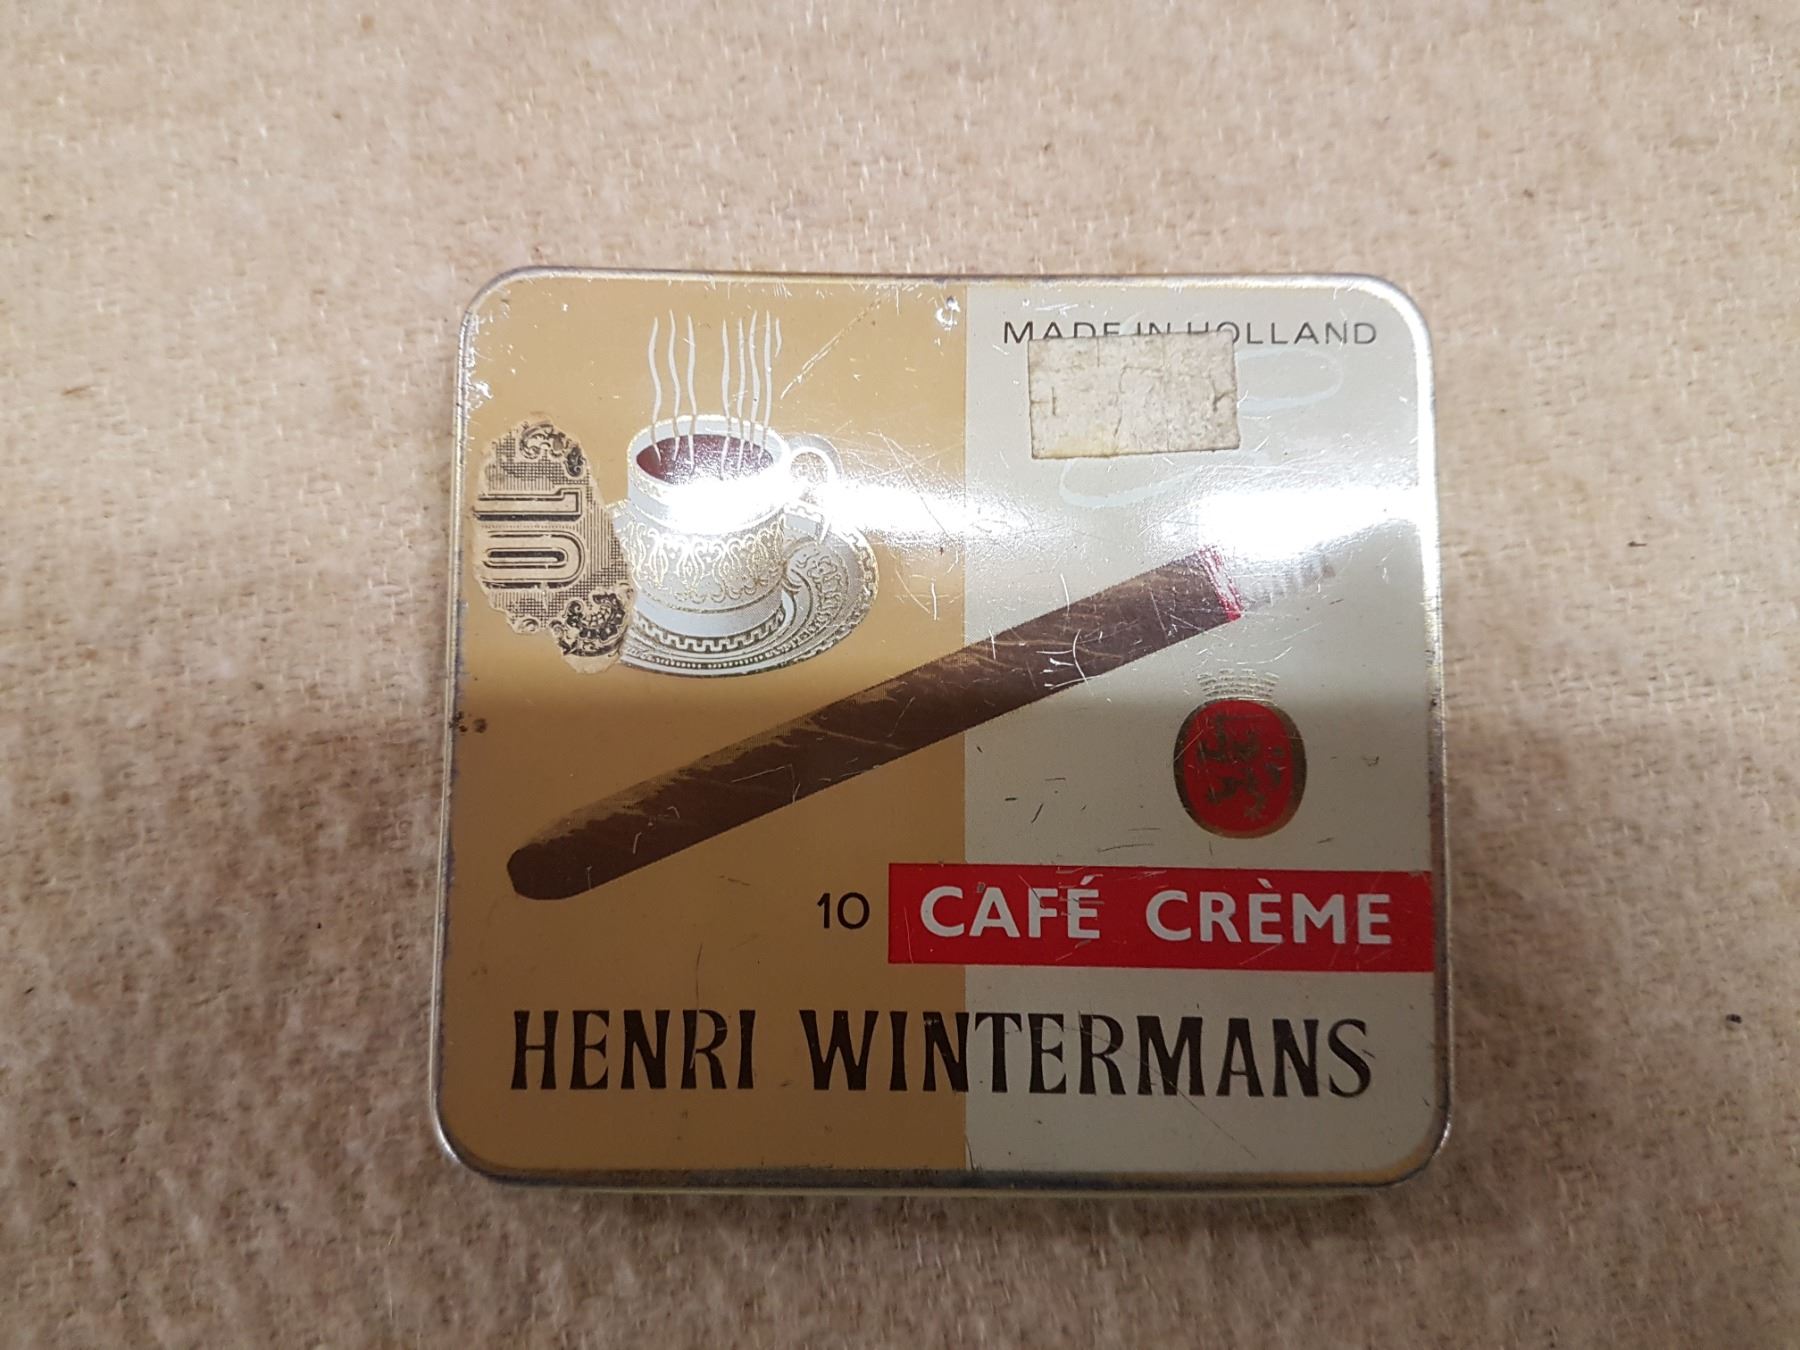 MADE IN HOLLAND
10 CAFÉ CRÈME
HENRI WINTERMANS